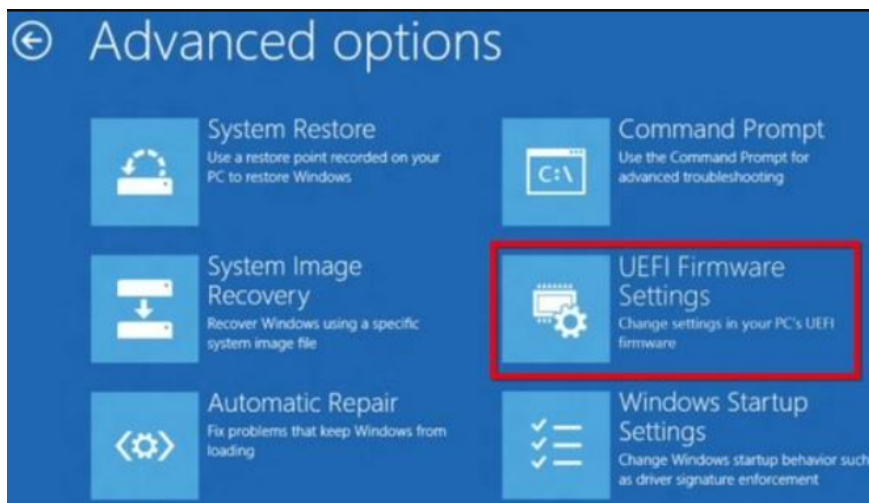 Advanced options
System Restore
Use a restore point recorded on your
PC to restore Windows
Command Prompt
Use the Command Prompt for
advanced troubleshooting
C:\
System Image
Recovery
Recover Windows using a specific
system image file
UEFI Firmware
Settings
Change settings in your PC's UEFI
firmware
Automatic Repair
Fix problems that keep Windows from
loading
Windows Startup
Settings
Change Windows startup behavior such
as driver signature enforcement